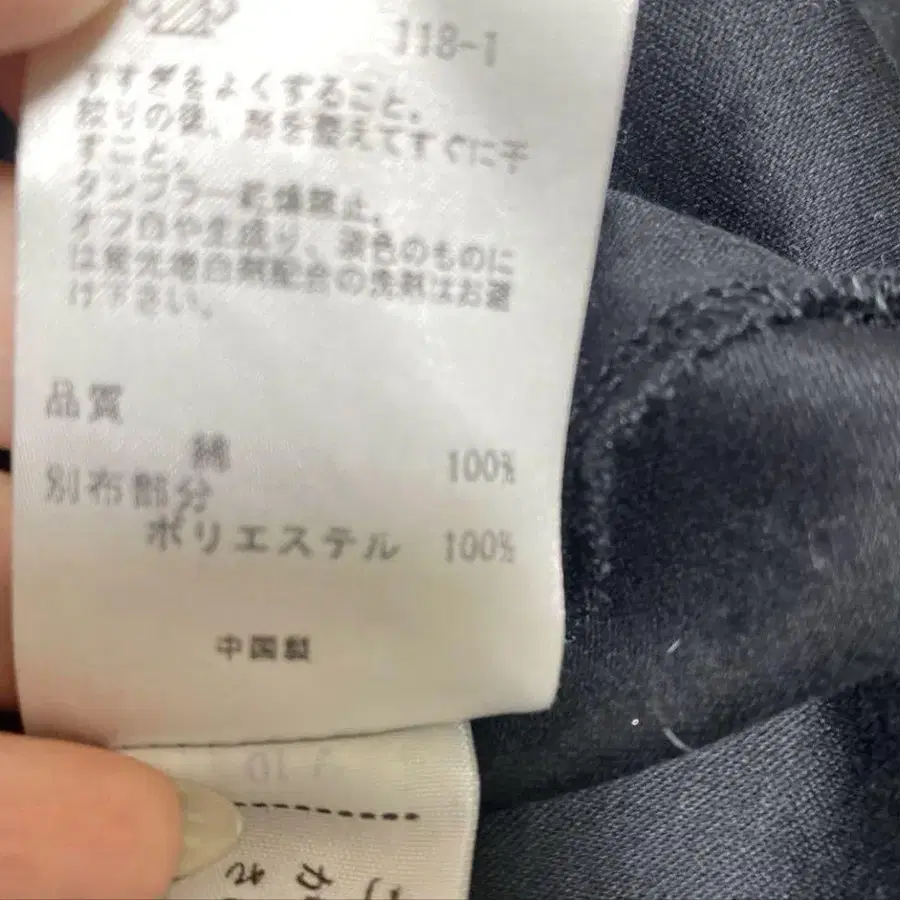 118-1
すすぎをよくすること。
絞りの後、形を整えてすぐに干
すこと。
タンブラー乾燥禁止。
オフ白や生成り、淡色のものに
は蛍光増白剤配合の洗剤はお避
け下さい。
品質
綿 100%
別布部分
ポリエステル 100%
中国製